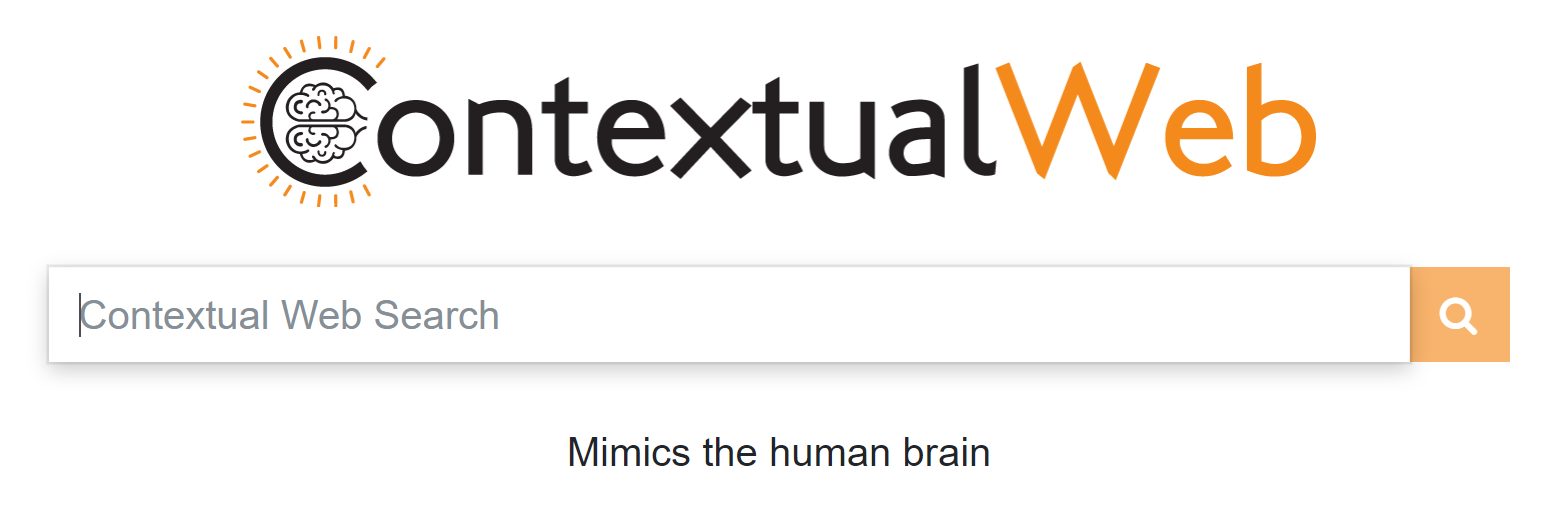 ContextualWeb
Contextual Web Search
Mimics the human brain